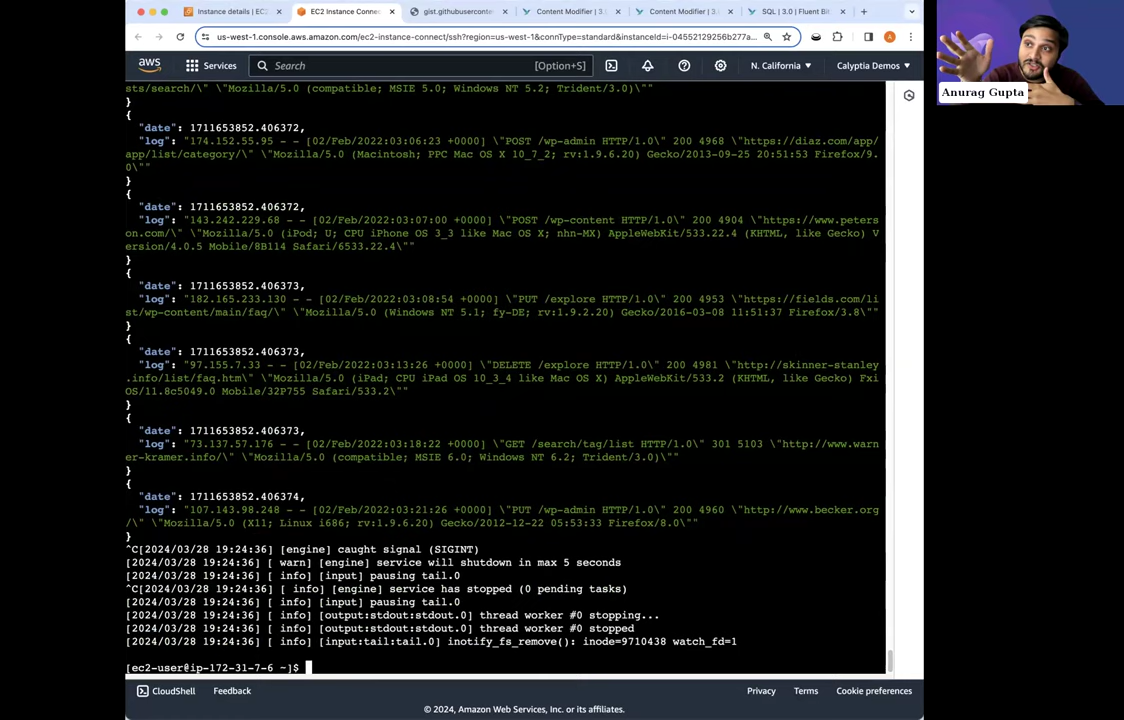 Instance details | EC2
EC2 Instance Connec
gist.githubuserconte
Content Modifier | 3.
Content Modifier | 3.
SQL | 3.0 | Fluent Bi
us-west-1.console.aws.amazon.com/ec2-instance-connect/ssh?region=us-west-1&connType=standard&instanceId=i-04552129256b277a...
aws
Services
Search
[Option+S]
N. California
Calyptia Demos
Anurag Gupta
sts/search/\" \"Mozilla/5.0 (compatible; MSIE 5.0; Windows NT 5.2; Trident/3.0)\""
}
{
"date": 1711653852.406372,
"log": "174.152.55.95 - - [02/Feb/2022:03:06:23 +0000] \"POST /wp-admin HTTP/1.0\" 200 4968 \"https://diaz.com/app/
app/list/category/\" \"Mozilla/5.0 (Macintosh; PPC Mac OS X 10_7_2; rv:1.9.6.20) Gecko/2013-09-25 20:51:53 Firefox/9.
0\""
}
{
"date": 1711653852.406372,
"log": "143.242.229.68 - - [02/Feb/2022:03:07:00 +0000] \"POST /wp-content HTTP/1.0\" 200 4904 \"https://www.peters
on.com/\" \"Mozilla/5.0 (iPod; U; CPU iPhone OS 3_3 like Mac OS X; nhn-MX) AppleWebKit/533.22.4 (KHTML, like Gecko) V
ersion/4.0.5 Mobile/8B114 Safari/6533.22.4\""
}
{
"date": 1711653852.406373,
"log": "182.165.233.130 - - [02/Feb/2022:03:08:54 +0000] \"PUT /explore HTTP/1.0\" 200 4953 \"https://fields.com/li
st/wp-content/main/faq/\" \"Mozilla/5.0 (Windows NT 5.1; fy-DE; rv:1.9.2.20) Gecko/2016-03-08 11:51:37 Firefox/3.8\""
}
{
"date": 1711653852.406373,
"log": "97.155.7.33 - - [02/Feb/2022:03:13:26 +0000] \"DELETE /explore HTTP/1.0\" 200 4981 \"http://skinner-stanley
.info/list/faq.htm\" \"Mozilla/5.0 (iPad; CPU iPad OS 10_3_4 like Mac OS X) AppleWebKit/533.2 (KHTML, like Gecko) Fxi
OS/11.8c5049.0 Mobile/32P755 Safari/533.2\""
}
{
"date": 1711653852.406373,
"log": "73.137.57.176 - - [02/Feb/2022:03:18:22 +0000] \"GET /search/tag/list HTTP/1.0\" 301 5103 \"http://www.warn
er-kramer.info/\" \"Mozilla/5.0 (compatible; MSIE 6.0; Windows NT 6.2; Trident/3.0)\""
}
{
"date": 1711653852.406374,
"log": "107.143.98.248 - - [02/Feb/2022:03:21:26 +0000] \"PUT /wp-admin HTTP/1.0\" 200 4960 \"http://www.becker.org
/\" \"Mozilla/5.0 (X11; Linux i686; rv:1.9.6.20) Gecko/2012-12-22 05:53:33 Firefox/8.0\""
}
^C[2024/03/28 19:24:36] [engine] caught signal (SIGINT)
[2024/03/28 19:24:36] [ warn] [engine] service will shutdown in max 5 seconds
[2024/03/28 19:24:36] [ info] [input] pausing tail.0
^C[2024/03/28 19:24:36] [ info] [engine] service has stopped (0 pending tasks)
[2024/03/28 19:24:36] [ info] [input] pausing tail.0
[2024/03/28 19:24:36] [ info] [output:stdout:stdout.0] thread worker #0 stopping...
[2024/03/28 19:24:36] [ info] [output:stdout:stdout.0] thread worker #0 stopped
[2024/03/28 19:24:36] [ info] [input:tail:tail.0] inotify_fs_remove(): inode=9710438 watch_fd=1
[ec2-user@ip-172-31-7-6 ~]$
CloudShell
Feedback
Privacy
Terms
Cookie preferences
© 2024, Amazon Web Services, Inc. or its affiliates.